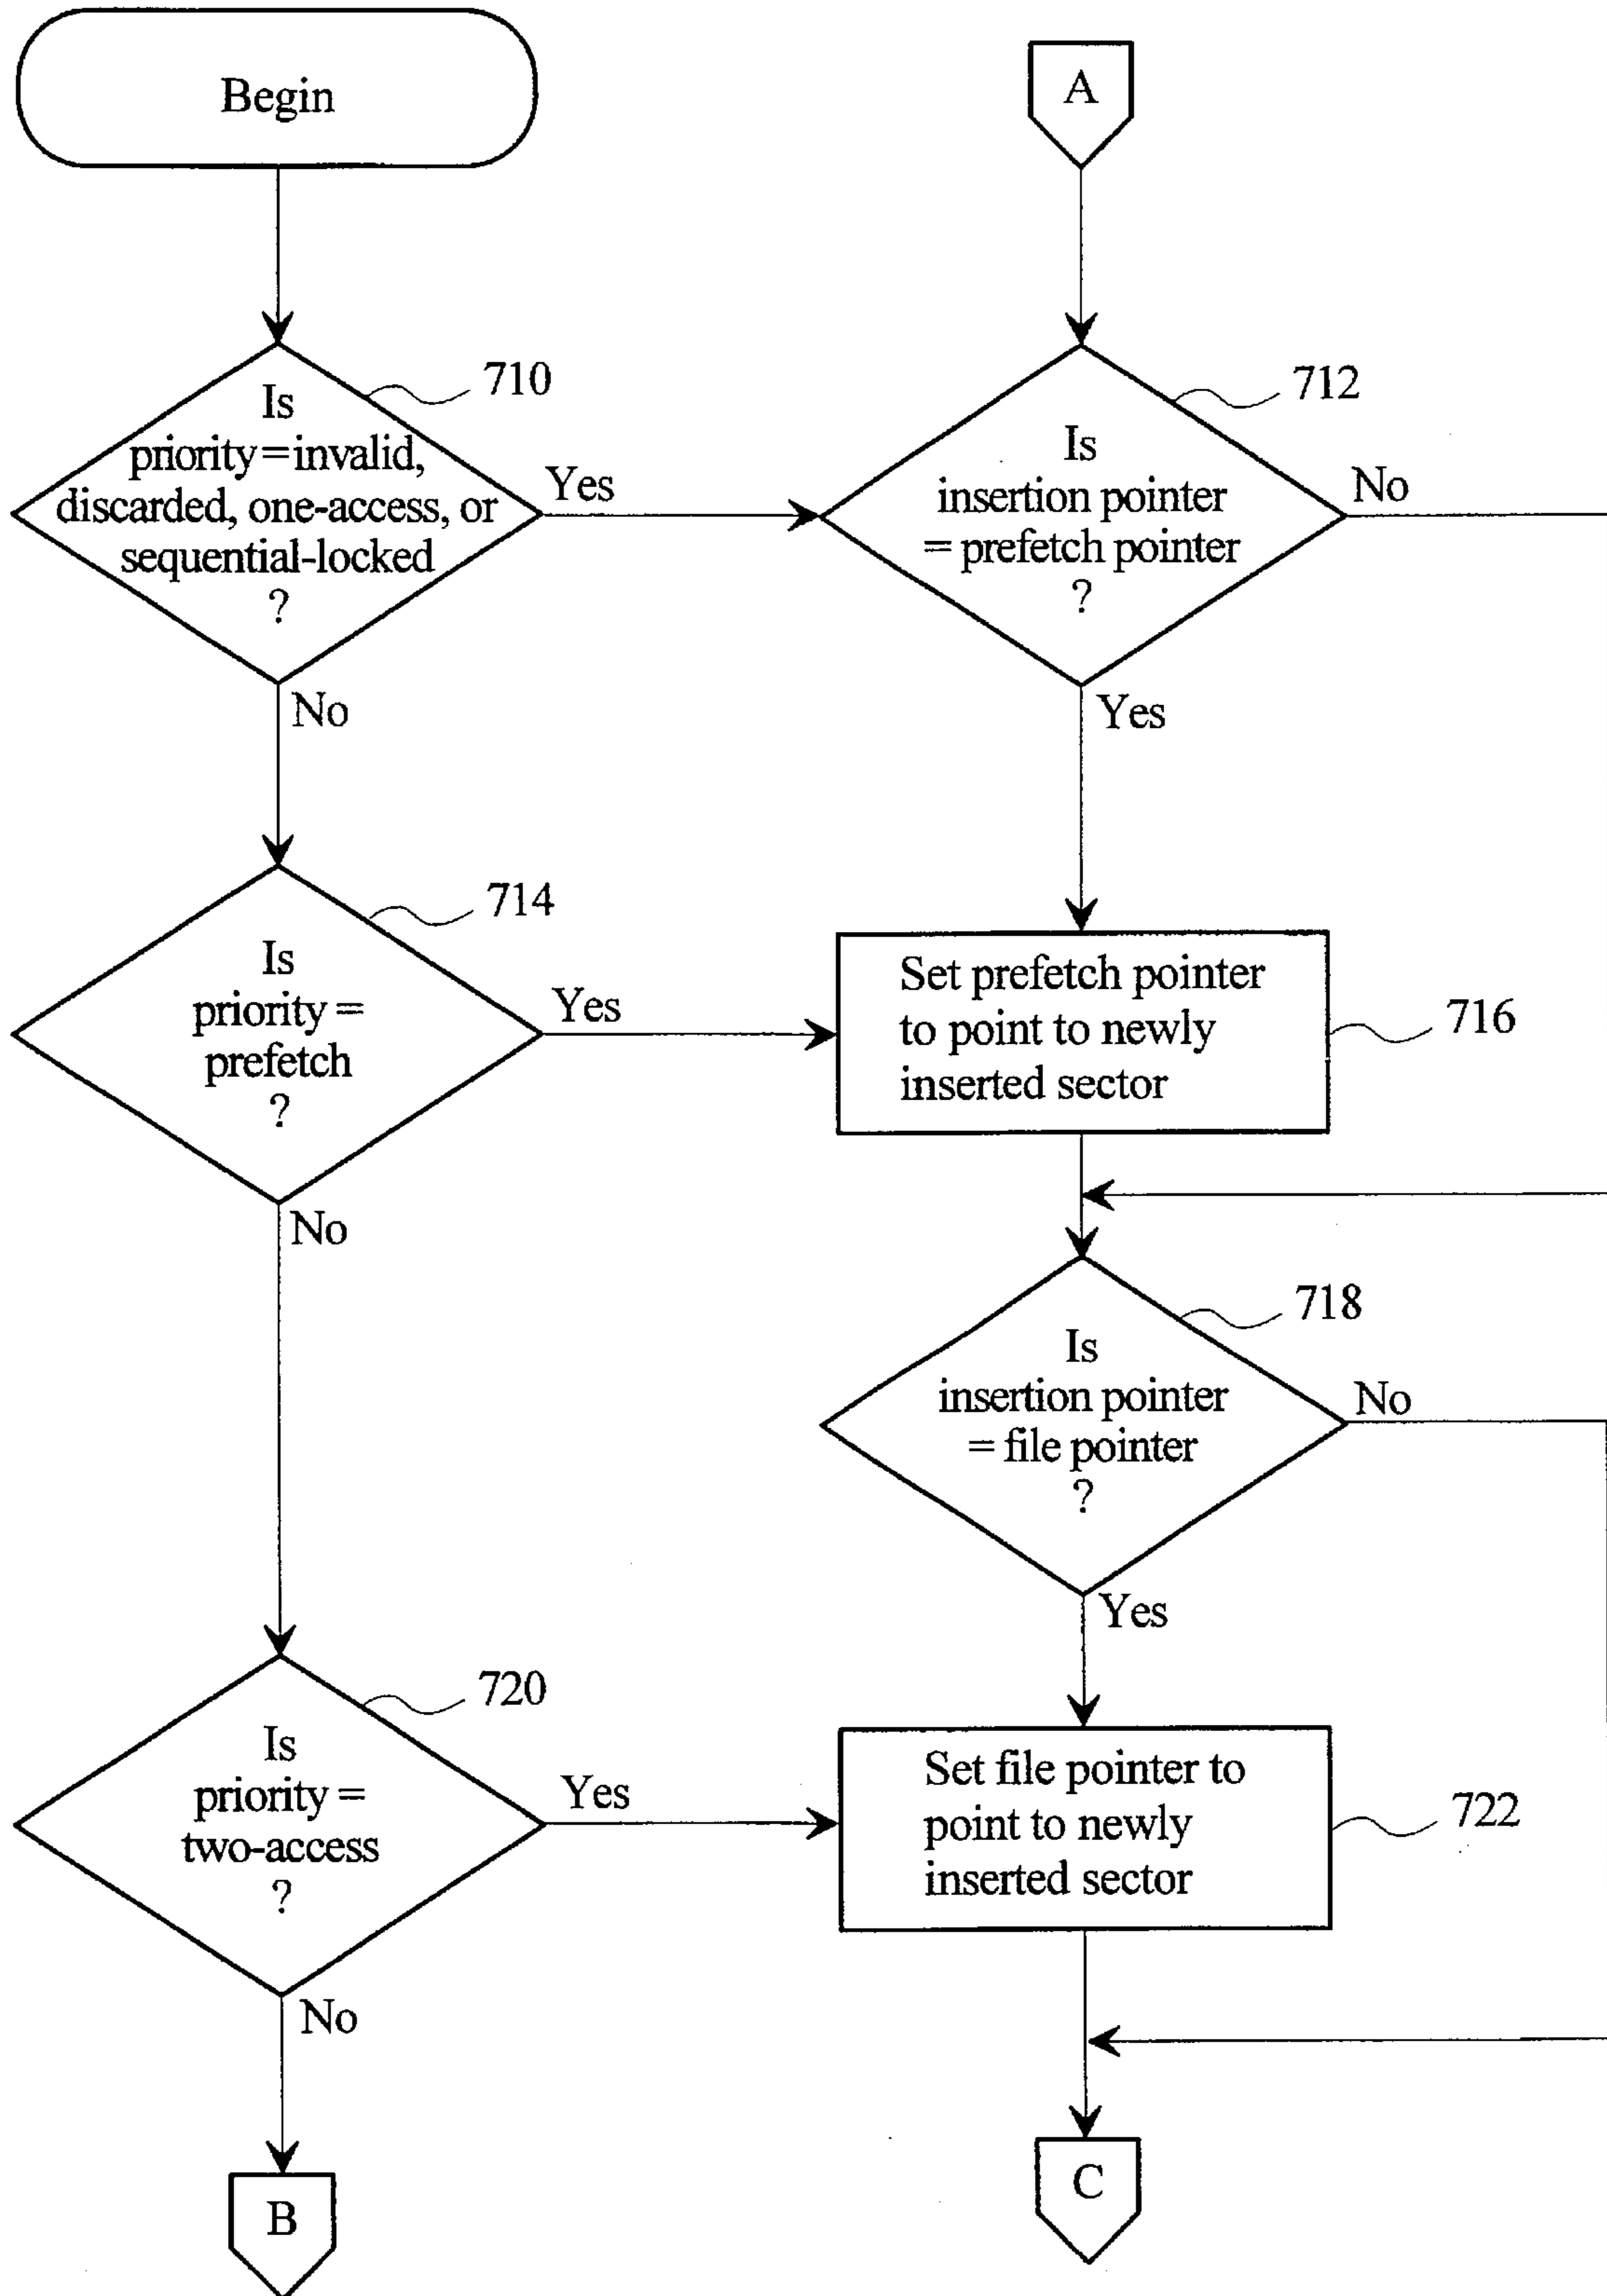 Begin
A
710
Is
priority=invalid,
discarded, one-access, or
sequential-locked
?
Yes
No
712
Is
insertion pointer
= prefetch pointer
?
No
Yes
714
Is
priority =
prefetch
?
Yes
No
Set prefetch pointer
to point to newly
inserted sector
716
718
Is
insertion pointer
= file pointer
?
No
Yes
720
Is
priority =
two-access
?
Yes
No
Set file pointer to
point to newly
inserted sector
722
B
C